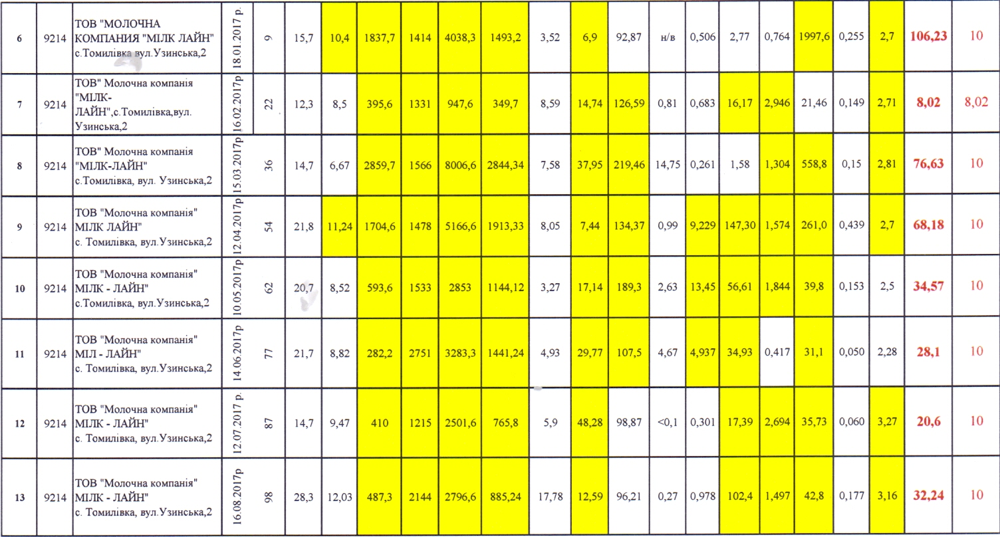 6 9214 ТОВ "МОЛОЧНА КОМПАНИЯ "МІЛК ЛАЙН" с.Томилівка вул.Узинська,2 18.01.2017 р. 9 15,7 10,4 1837,7 1414 4038,3 1493,2 3,52 6,9 92,87 н/в 0,506 2,77 0,764 1997,6 0,255 2,7 106,23 10
7 9214 ТОВ" Молочна компанія "МІЛК-ЛАЙН",с.Томилівка,вул. Узинська,2 16.02.2017р 22 12,3 8,5 395,6 1331 947,6 349,7 8,59 14,74 126,59 0,81 0,683 16,17 2,946 21,46 0,149 2,71 8,02 8,02
8 9214 ТОВ" Молочна компанія "МІЛК-ЛАЙН" с.Томилівка, вул. Узинська,2 15.03.2017р 36 14,7 6,67 2859,7 1566 8006,6 2844,34 7,58 37,95 219,46 14,75 0,261 1,58 1,304 558,8 0,15 2,81 76,63 10
9 9214 ТОВ "Молочна компанія" МІЛК ЛАЙН" с. Томилівка, вул.Узинська,2 12.04.2017р 54 21,8 11,24 1704,6 1478 5166,6 1913,33 8,05 7,44 134,37 0,99 9,229 147,30 1,574 261,0 0,439 2,7 68,18 10
10 9214 ТОВ "Молочна компанія" МІЛК - ЛАЙН" с.Томилівка, вул.Узинська,2 10.05.2017р 62 20,7 8,52 593,6 1533 2853 1144,12 3,27 17,14 189,3 2,63 13,45 56,61 1,844 39,8 0,153 2,5 34,57 10
11 9214 ТОВ "Молочна компанія" МІЛ - ЛАЙН" с. Томилівка, вул.Узинська,2 14.06.2017р 77 21,7 8,82 282,2 2751 3283,3 1441,24 4,93 29,77 107,5 4,67 4,937 34,93 0,417 31,1 0,050 2,28 28,1 10
12 9214 ТОВ "Молочна компанія" МІЛК - ЛАЙН" с. Томилівка, вул.Узинська,2 12.07.2017 р. 87 14,7 9,47 410 1215 2501,6 765,8 5,9 48,28 98,87 <0,1 0,301 17,39 2,694 35,73 0,060 3,27 20,6 10
13 9214 ТОВ "Молочна компанія" МІЛК - ЛАЙН" с. Томилівка, вул.Узинська,2 16.08.2017р 98 28,3 12,03 487,3 2144 2796,6 885,24 17,78 12,59 96,21 0,27 0,978 102,4 1,497 42,8 0,177 3,16 32,24 10